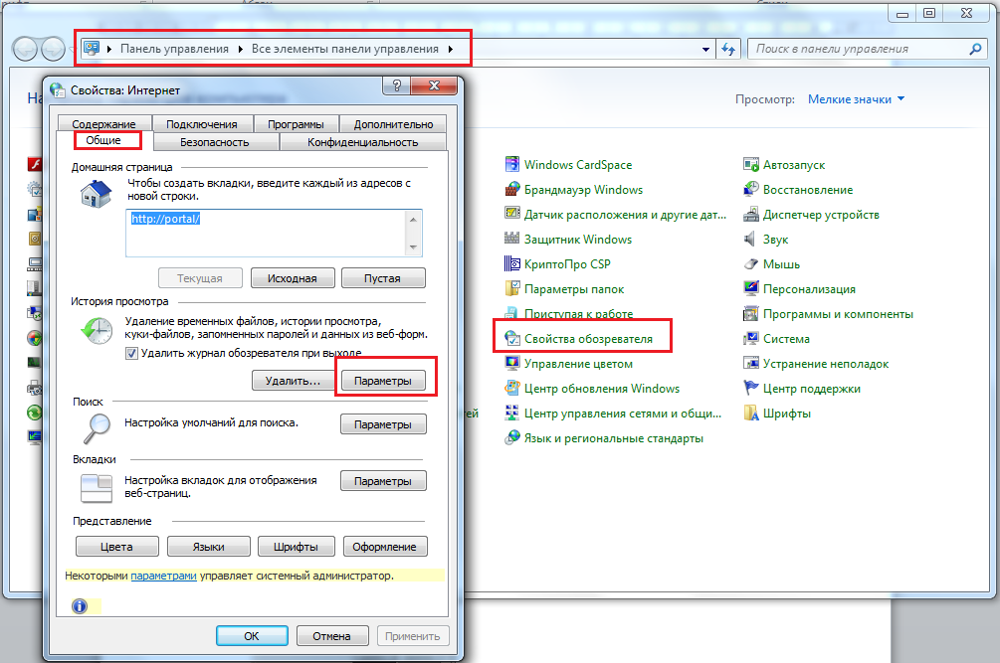 Панель управления ▸ Все элементы панели управления ▸
Поиск в панели управления
Просмотр: Мелкие значки
Свойства: Интернет
Содержание Подключения Программы Дополнительно
Общие Безопасность Конфиденциальность
Домашняя страница
Чтобы создать вкладки, введите каждый из адресов с
новой строки.
http://portal/
Текущая Исходная Пустая
История просмотра
Удаление временных файлов, истории просмотра,
куки-файлов, запомненных паролей и данных из веб-форм.
Удалить журнал обозревателя при выходе
Удалить... Параметры
Поиск
Настройка умолчаний для поиска.
Параметры
Вкладки
Настройка вкладок для отображения
веб-страниц.
Параметры
Представление
Цвета Языки Шрифты Оформление
Некоторыми параметрами управляет системный администратор.
ОК Отмена Применить
Windows CardSpace
Брандмауэр Windows
Датчик расположения и другие дат...
Защитник Windows
КриптоПро CSP
Параметры папок
Приступая к работе
Свойства обозревателя
Управление цветом
Центр обновления Windows
Центр управления сетями и общи...
Язык и региональные стандарты
Автозапуск
Восстановление
Диспетчер устройств
Звук
Мышь
Персонализация
Программы и компоненты
Система
Устранение неполадок
Центр поддержки
Шрифты